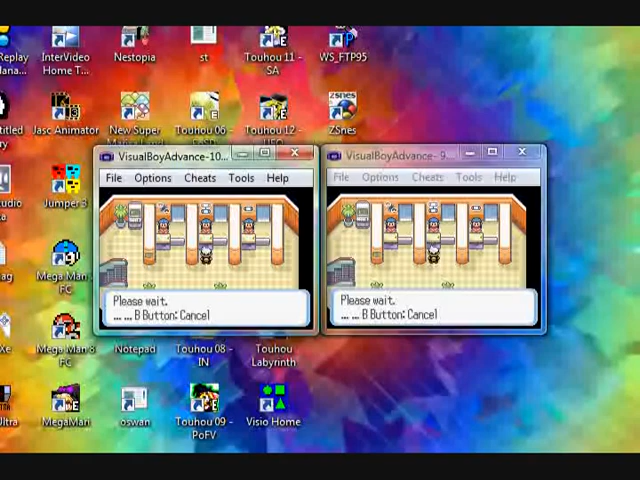 Replay
InterVideo
Nestopia
st
Touhou 11 -
WS_FTP95
Home T...
SA
Jasc Animator
New Super
Touhou 06 -
Touhou 12 -
ZSNes
VisualBoyAdvance-10...
VisualBoyAdvance- 9...
File Options Cheats Tools Help
File Options Cheats Tools Help
Jumper 3
Please wait.
... ... B Button: Cancel
Please wait.
... ... B Button: Cancel
Mega Man
FC
Mega Man 8
FC
Notepad
Touhou 08 -
IN
Touhou
Labyrinth
MegaMari
oswan
Touhou 09 -
PoFV
Visio Home